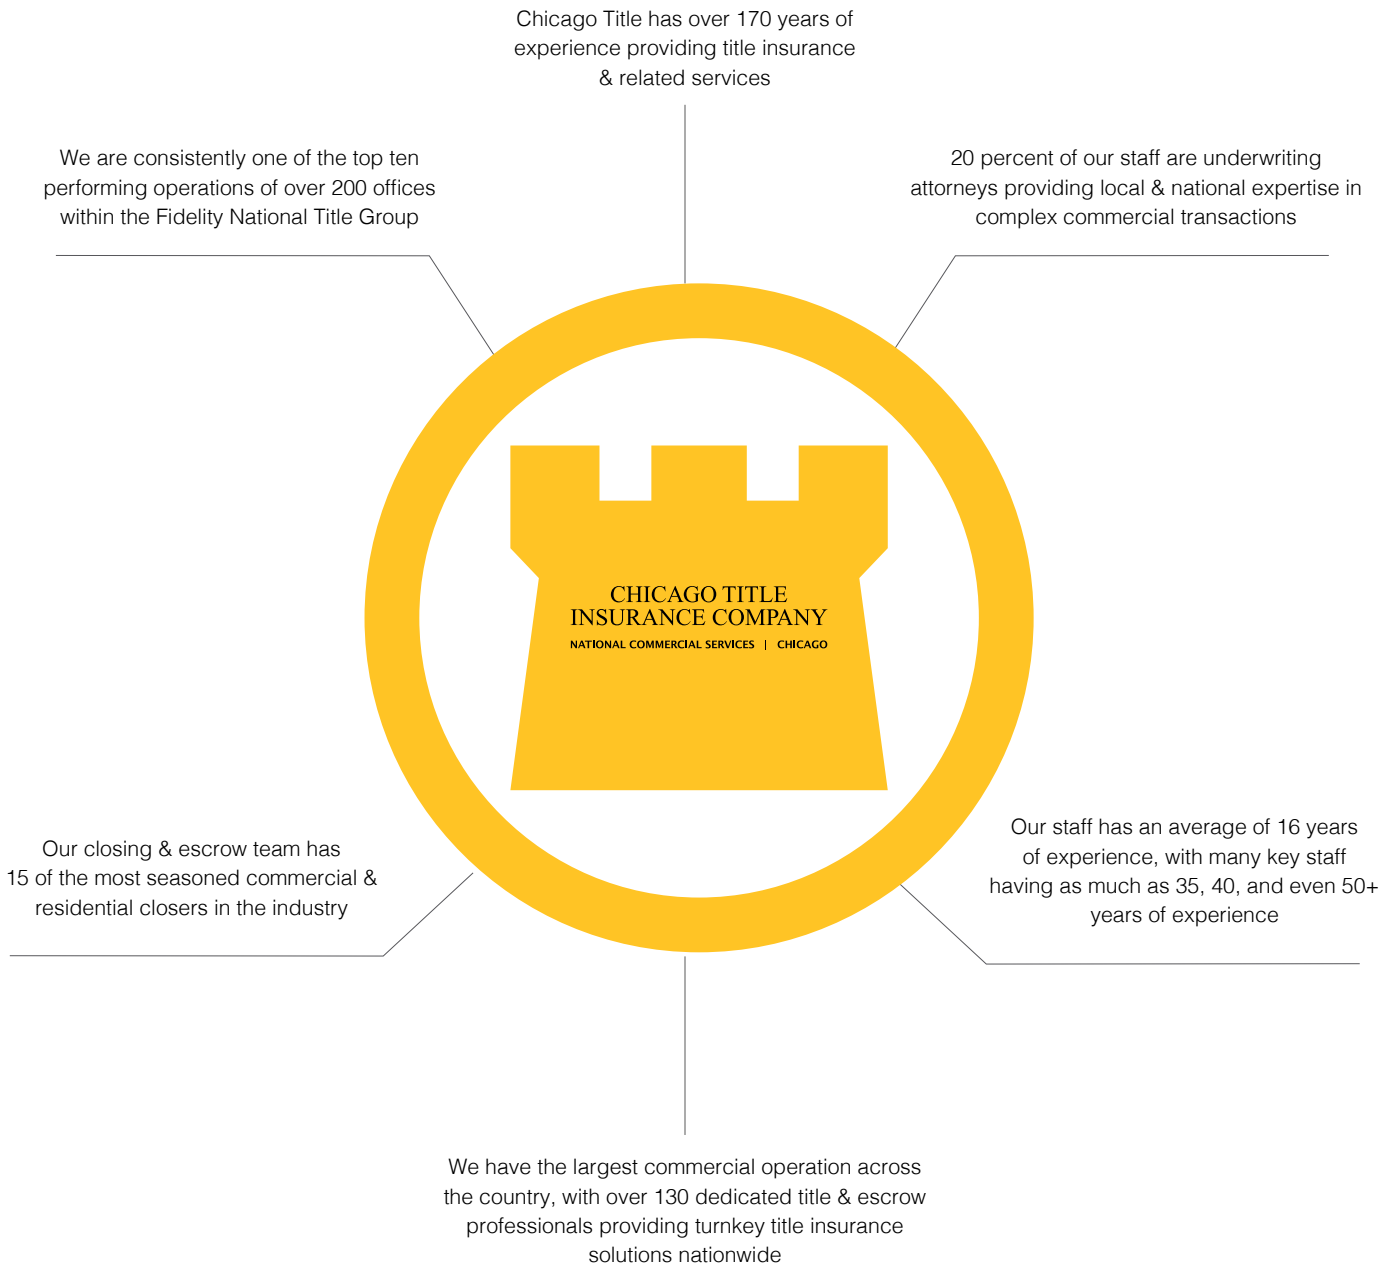 Chicago Title has over 170 years of
experience providing title insurance
& related services
We are consistently one of the top ten
performing operations of over 200 offices
within the Fidelity National Title Group
20 percent of our staff are underwriting
attorneys providing local & national expertise in
complex commercial transactions
CHICAGO TITLE
INSURANCE COMPANY
NATIONAL COMMERCIAL SERVICES | CHICAGO
Our closing & escrow team has
15 of the most seasoned commercial &
residential closers in the industry
Our staff has an average of 16 years
of experience, with many key staff
having as much as 35, 40, and even 50+
years of experience
We have the largest commercial operation across
the country, with over 130 dedicated title & escrow
professionals providing turnkey title insurance
solutions nationwide